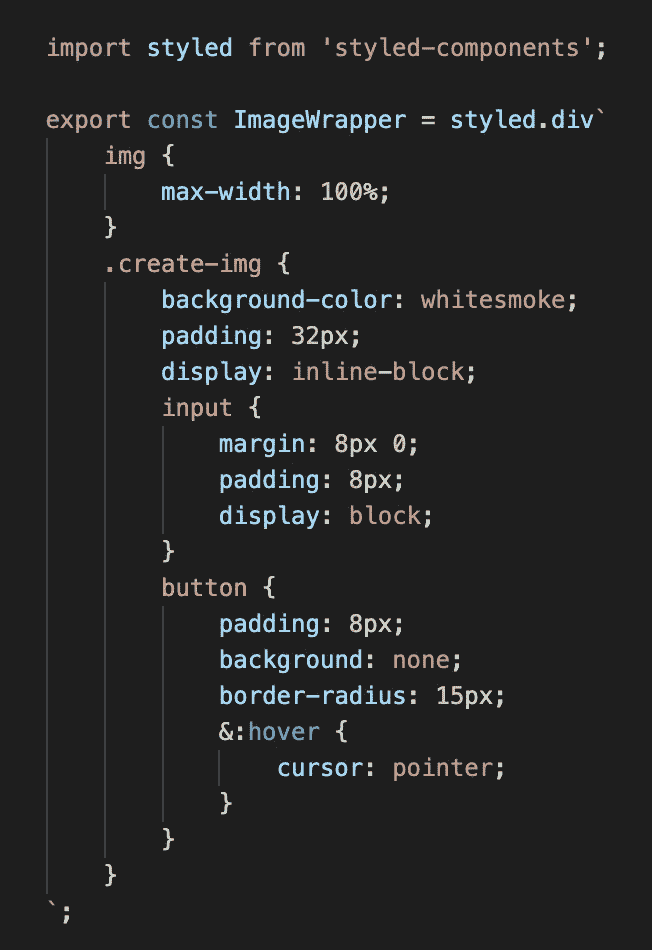 import styled from 'styled-components';
export const ImageWrapper = styled.div`
img {
max-width: 100%;
}
.create-img {
background-color: whitesmoke;
padding: 32px;
display: inline-block;
input {
margin: 8px 0;
padding: 8px;
display: block;
}
button {
padding: 8px;
background: none;
border-radius: 15px;
&:hover {
cursor: pointer;
}
}
}
`;